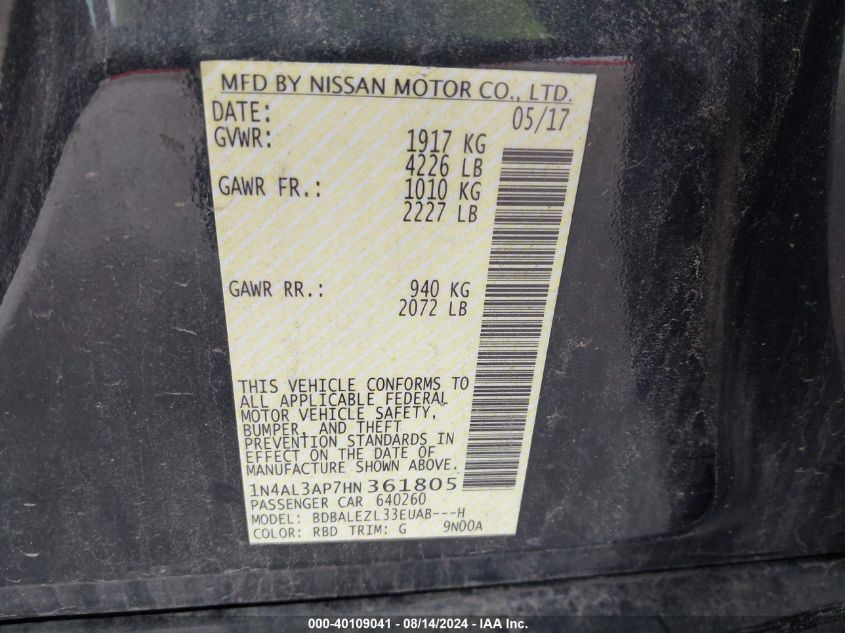 MFD BY NISSAN MOTOR CO., LTD.
DATE: 05/17
GVWR: 1917 KG
4226 LB
GAWR FR.: 1010 KG
2227 LB
GAWR RR.: 940 KG
2072 LB
THIS VEHICLE CONFORMS TO
ALL APPLICABLE FEDERAL
MOTOR VEHICLE SAFETY,
BUMPER, AND THEFT
PREVENTION STANDARDS IN
EFFECT ON THE DATE OF
MANUFACTURE SHOWN ABOVE.
1N4AL3AP7HN361805
PASSENGER CAR 640260
MODEL: BDBALEZL33EUAB---H
COLOR: RBD TRIM: G 9N00A
000-40109041 - 08/14/2024 - IAA Inc.